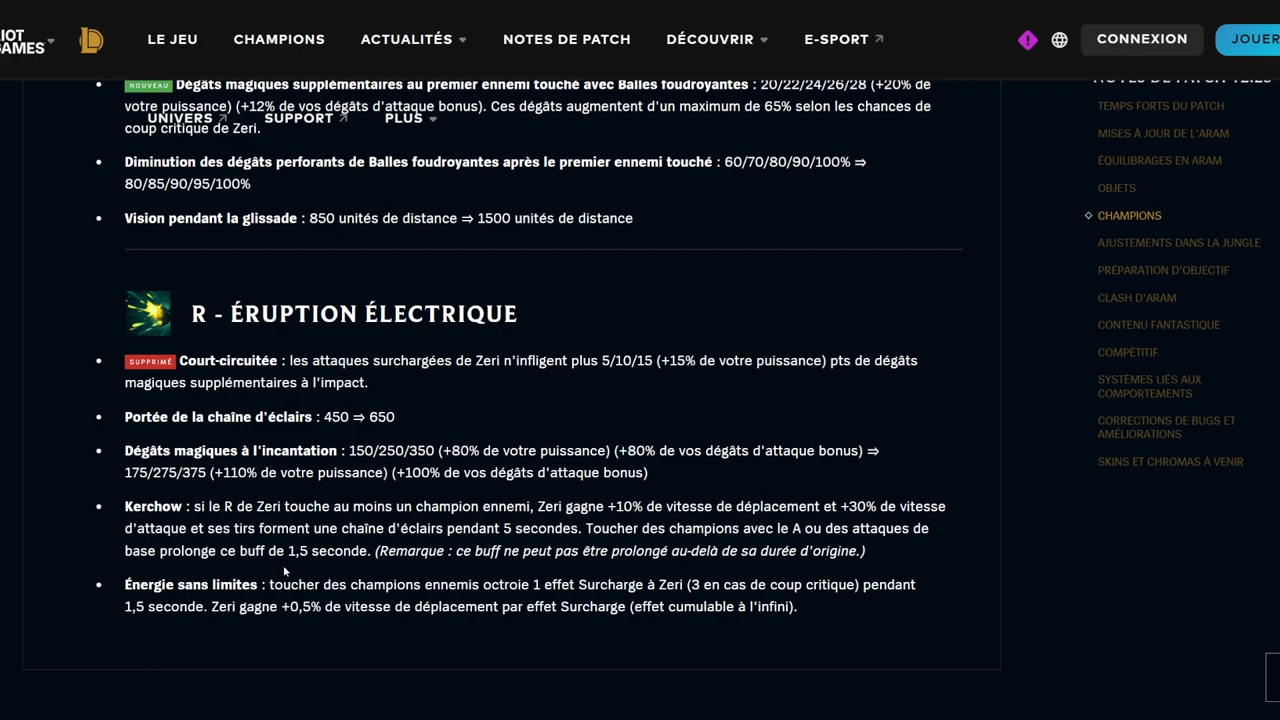 IOT
GAMES
LE JEU
CHAMPIONS
ACTUALITÉS
NOTES DE PATCH
DÉCOUVRIR
E-SPORT
CONNEXION
JOUER
UNIVERS
SUPPORT
PLUS
NOUVEAU Dégâts magiques supplémentaires au premier ennemi touché avec Balles foudroyantes : 20/22/24/26/28 (+20% de
votre puissance) (+12% de vos dégâts d'attaque bonus). Ces dégâts augmentent d'un maximum de 65% selon les chances de
coup critique de Zeri.
Diminution des dégâts perforants de Balles foudroyantes après le premier ennemi touché : 60/70/80/90/100% ⇒
80/85/90/95/100%
Vision pendant la glissade : 850 unités de distance ⇒ 1500 unités de distance
R - ÉRUPTION ÉLECTRIQUE
SUPPRIMÉ Court-circuitée : les attaques surchargées de Zeri n'infligent plus 5/10/15 (+15% de votre puissance) pts de dégâts
magiques supplémentaires à l'impact.
Portée de la chaîne d'éclairs : 450 ⇒ 650
Dégâts magiques à l'incantation : 150/250/350 (+80% de votre puissance) (+80% de vos dégâts d'attaque bonus) ⇒
175/275/375 (+110% de votre puissance) (+100% de vos dégâts d'attaque bonus)
Kerchow : si le R de Zeri touche au moins un champion ennemi, Zeri gagne +10% de vitesse de déplacement et +30% de vitesse
d'attaque et ses tirs forment une chaîne d'éclairs pendant 5 secondes. Toucher des champions avec le A ou des attaques de
base prolonge ce buff de 1,5 seconde. (Remarque : ce buff ne peut pas être prolongé au-delà de sa durée d'origine.)
Énergie sans limites : toucher des champions ennemis octroie 1 effet Surcharge à Zeri (3 en cas de coup critique) pendant
1,5 seconde. Zeri gagne +0,5% de vitesse de déplacement par effet Surcharge (effet cumulable à l'infini).
NOTES DE PATCH 12.23
TEMPS FORTS DU PATCH
MISES À JOUR DE L'ARAM
ÉQUILIBRAGES EN ARAM
OBJETS
CHAMPIONS
AJUSTEMENTS DANS LA JUNGLE
PRÉPARATION D'OBJECTIF
CLASH D'ARAM
CONTENU FANTASTIQUE
COMPÉTITIF
SYSTÈMES LIÉS AUX
COMPORTEMENTS
CORRECTIONS DE BUGS ET
AMÉLIORATIONS
SKINS ET CHROMAS À VENIR